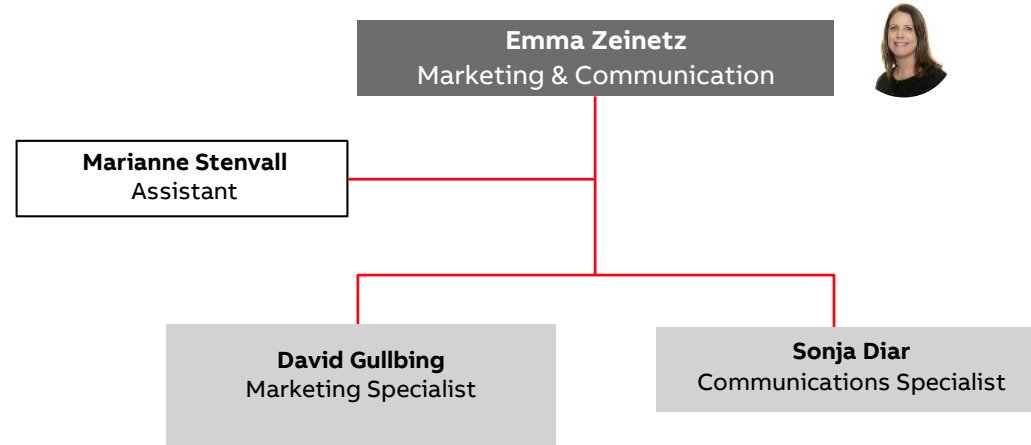 Emma Zeinetz
Marketing & Communication
Marianne Stenvall
Assistant
David Gullbing
Marketing Specialist
Sonja Diar
Communications Specialist